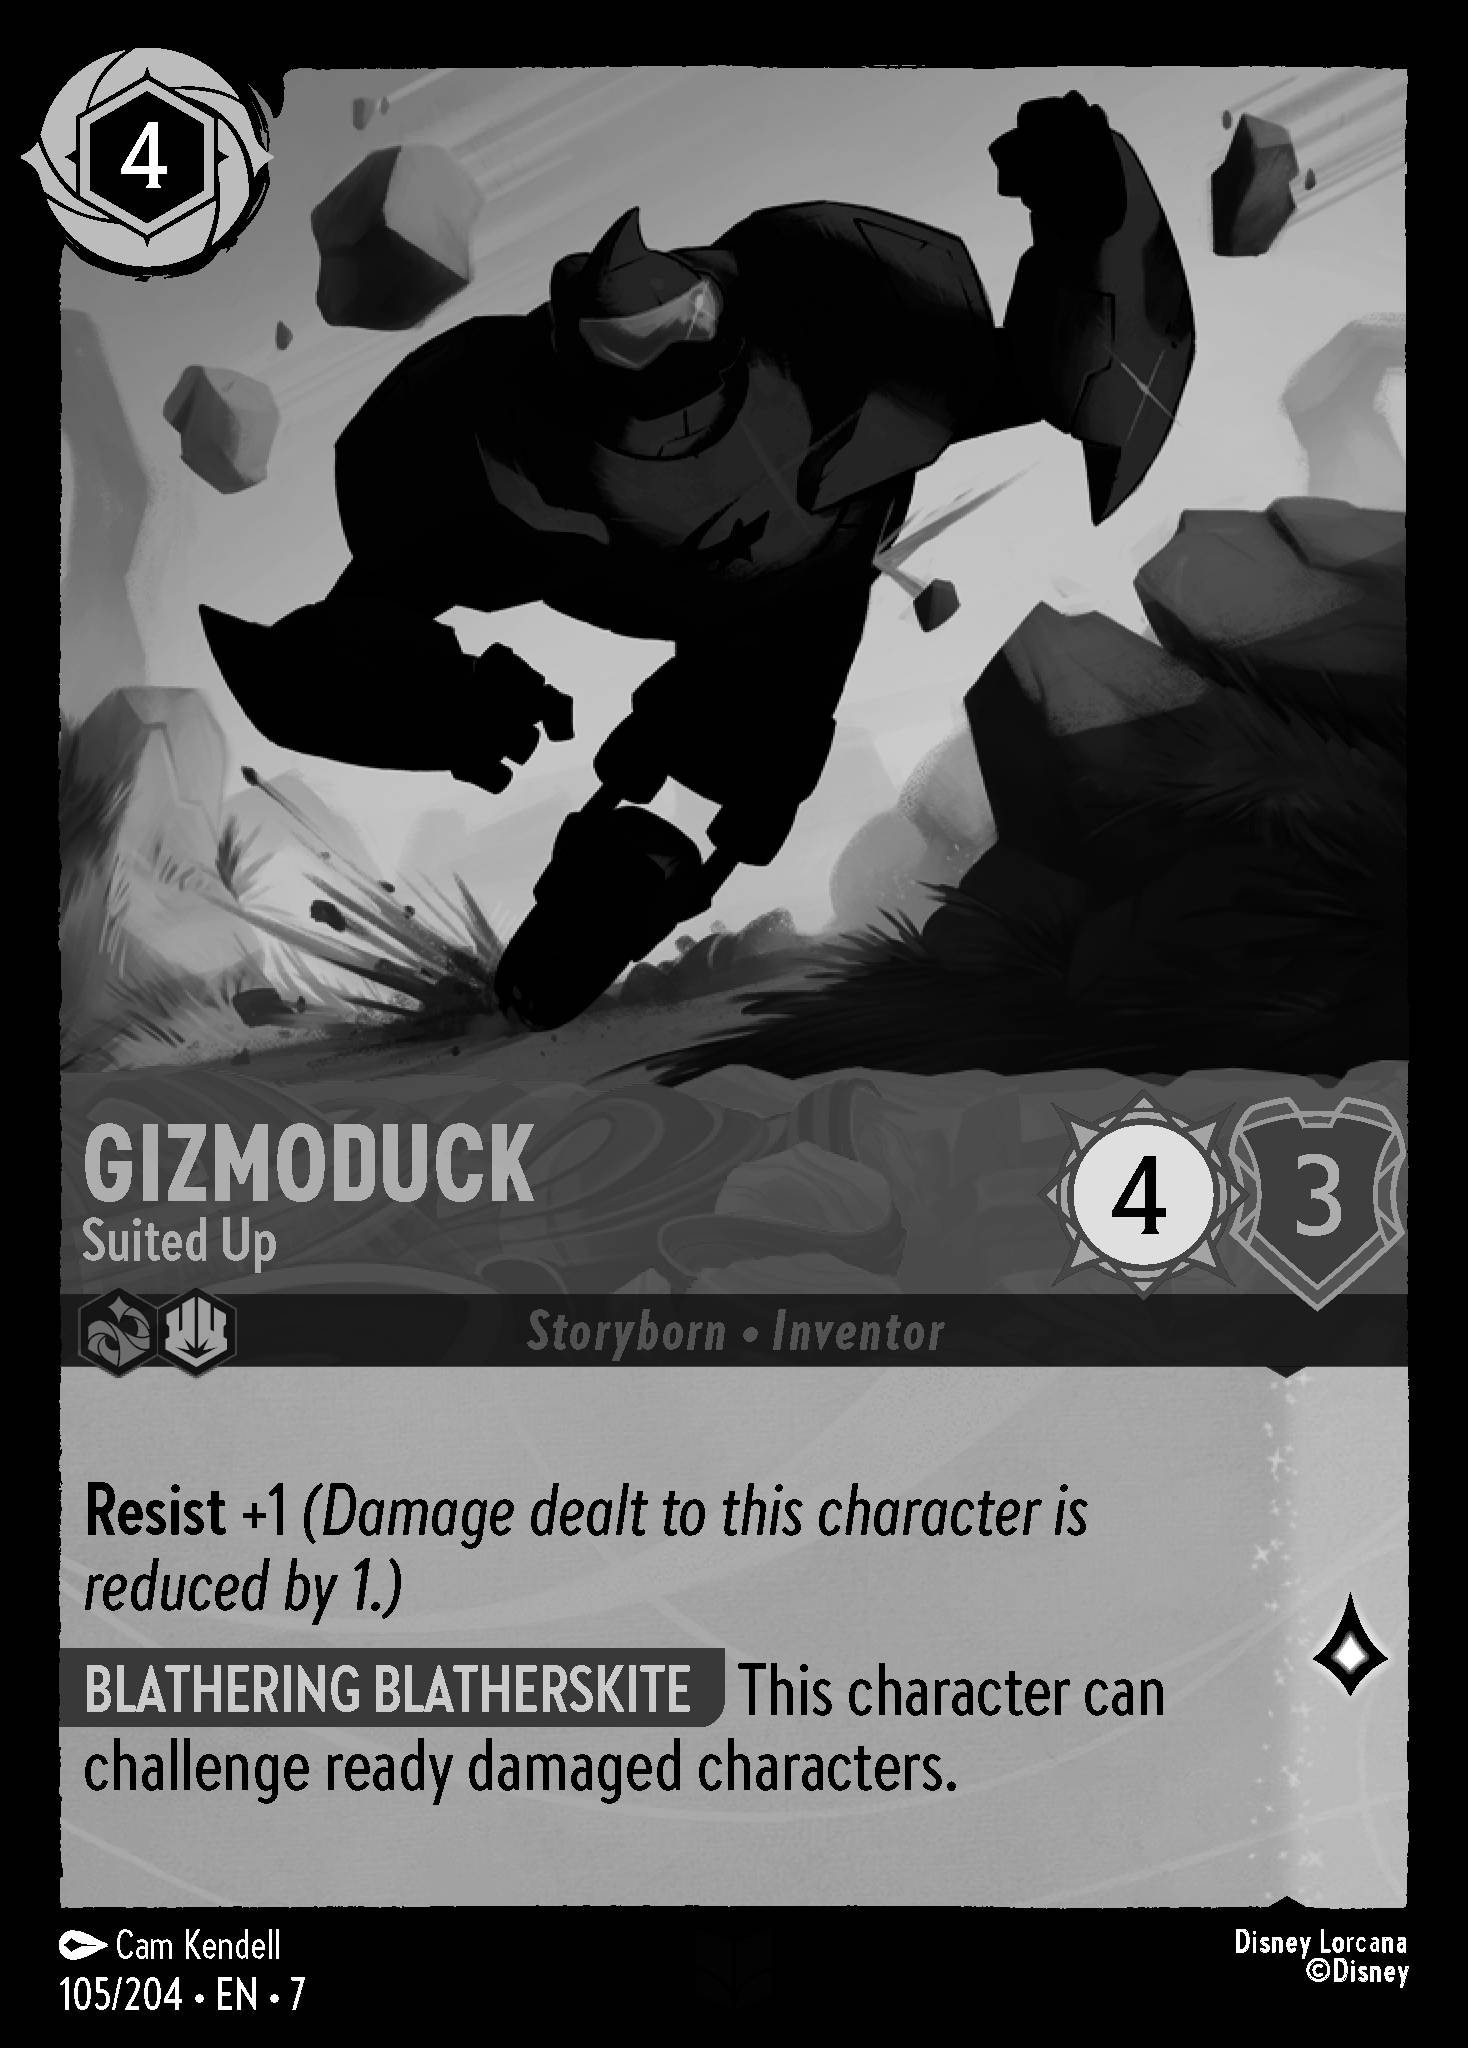 4
GIZMODUCK
Suited Up
4
3
Storyborn • Inventor
Resist +1 (Damage dealt to this character is
reduced by 1.)
BLATHERING BLATHERSKITE This character can
challenge ready damaged characters.
Cam Kendell
105/204 • EN • 7
Disney Lorcana
©Disney